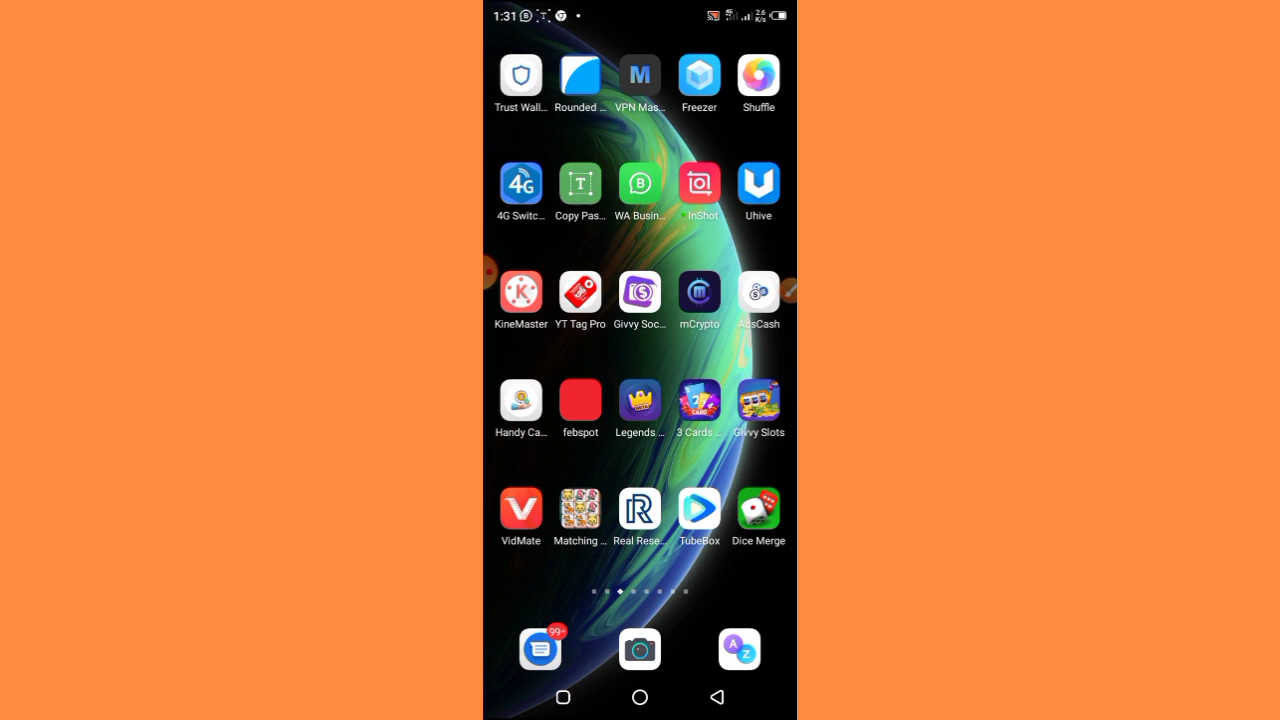 1:31 2.6 K/s
Trust Wall... Rounded ... VPN Mas... Freezer Shuffle
4G Switc... Copy Pas... WA Busin... InShot Uhive
KineMaster YT Tag Pro Givvy Soc... mCrypto AdsCash
Handy Ca... febspot Legends ... 3 Cards ... Givvy Slots
VidMate Matching ... Real Rese... TubeBox Dice Merge
99+
A Z